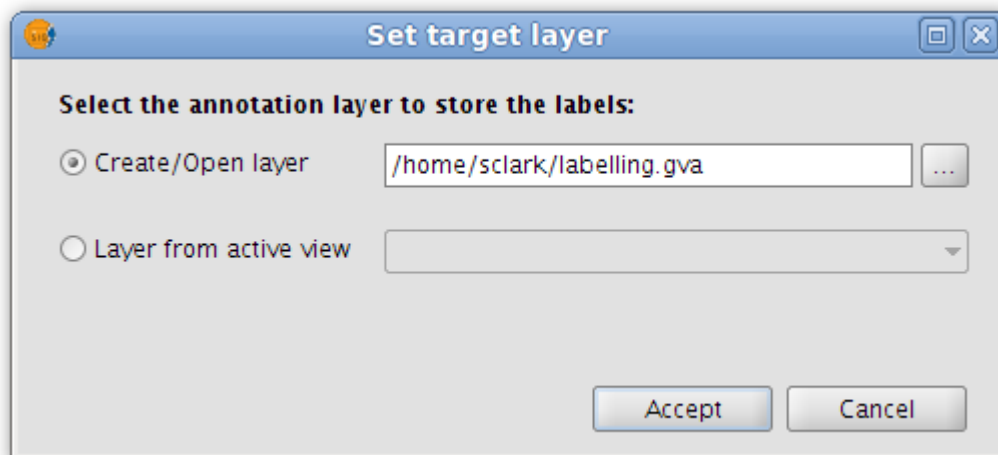 Set target layer
Select the annotation layer to store the labels:
Create/Open layer /home/sclark/labelling.gva ...
Layer from active view
Accept Cancel